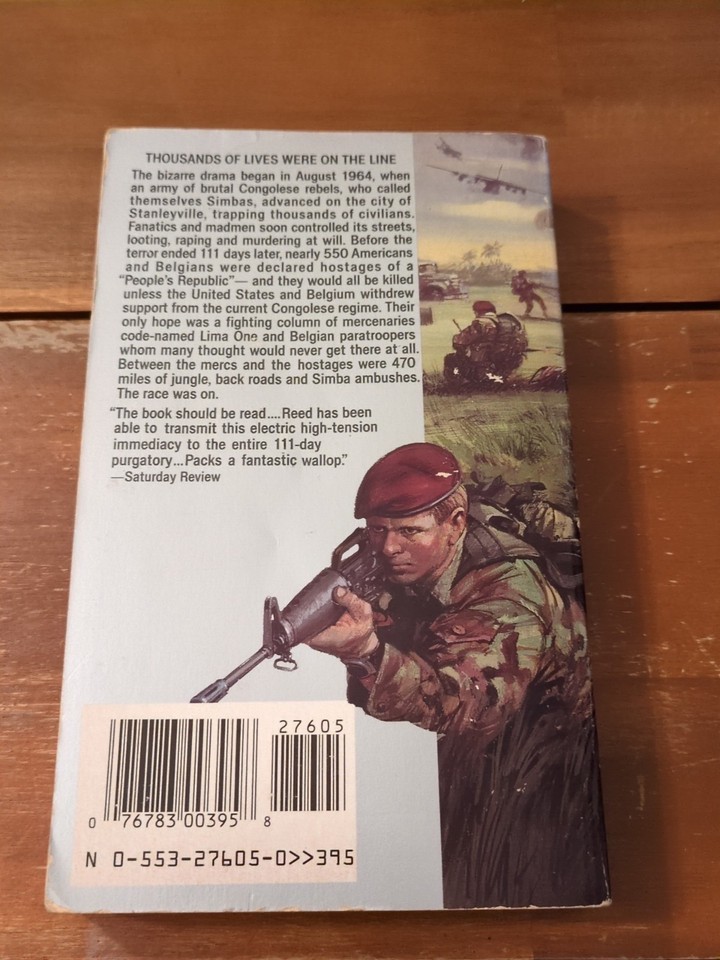 THOUSANDS OF LIVES WERE ON THE LINE
The bizarre drama began in August 1964, when
an army of brutal Congolese rebels, who called
themselves Simbas, advanced on the city of
Stanleyville, trapping thousands of civilians.
Fanatics and madmen soon controlled its streets,
looting, raping and murdering at will. Before the
terror ended 111 days later, nearly 550 Americans
and Belgians were declared hostages of a
"People's Republic"—and they would all be killed
unless the United States and Belgium withdrew
support from the current Congolese regime. Their
only hope was a fighting column of mercenaries
code-named Lima One and Belgian paratroopers
whom many thought would never get there at all.
Between the mercs and the hostages were 470
miles of jungle, back roads and Simba ambushes.
The race was on.
"The book should be read....Reed has been
able to transmit this electric high-tension
immediacy to the entire 111-day
purgatory...Packs a fantastic wallop."
—Saturday Review
27605
0 76783 00395 8
N 0-553-27605-0>>395